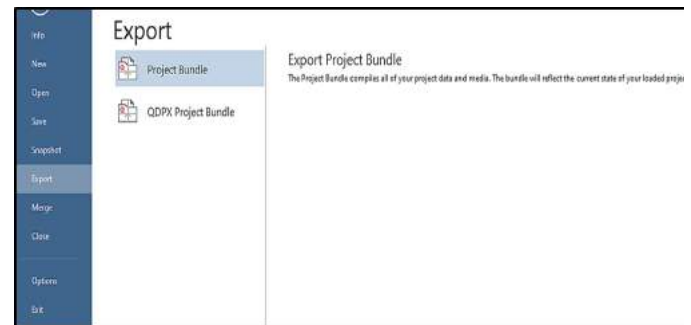 Info
New
Open
Save
Snapshot
Export
Merge
Close
Options
Exit
Export
Project Bundle
QDPX Project Bundle
Export Project Bundle
The Project Bundle compiles all of your project data and media. The bundle will reflect the current state of your loaded projec